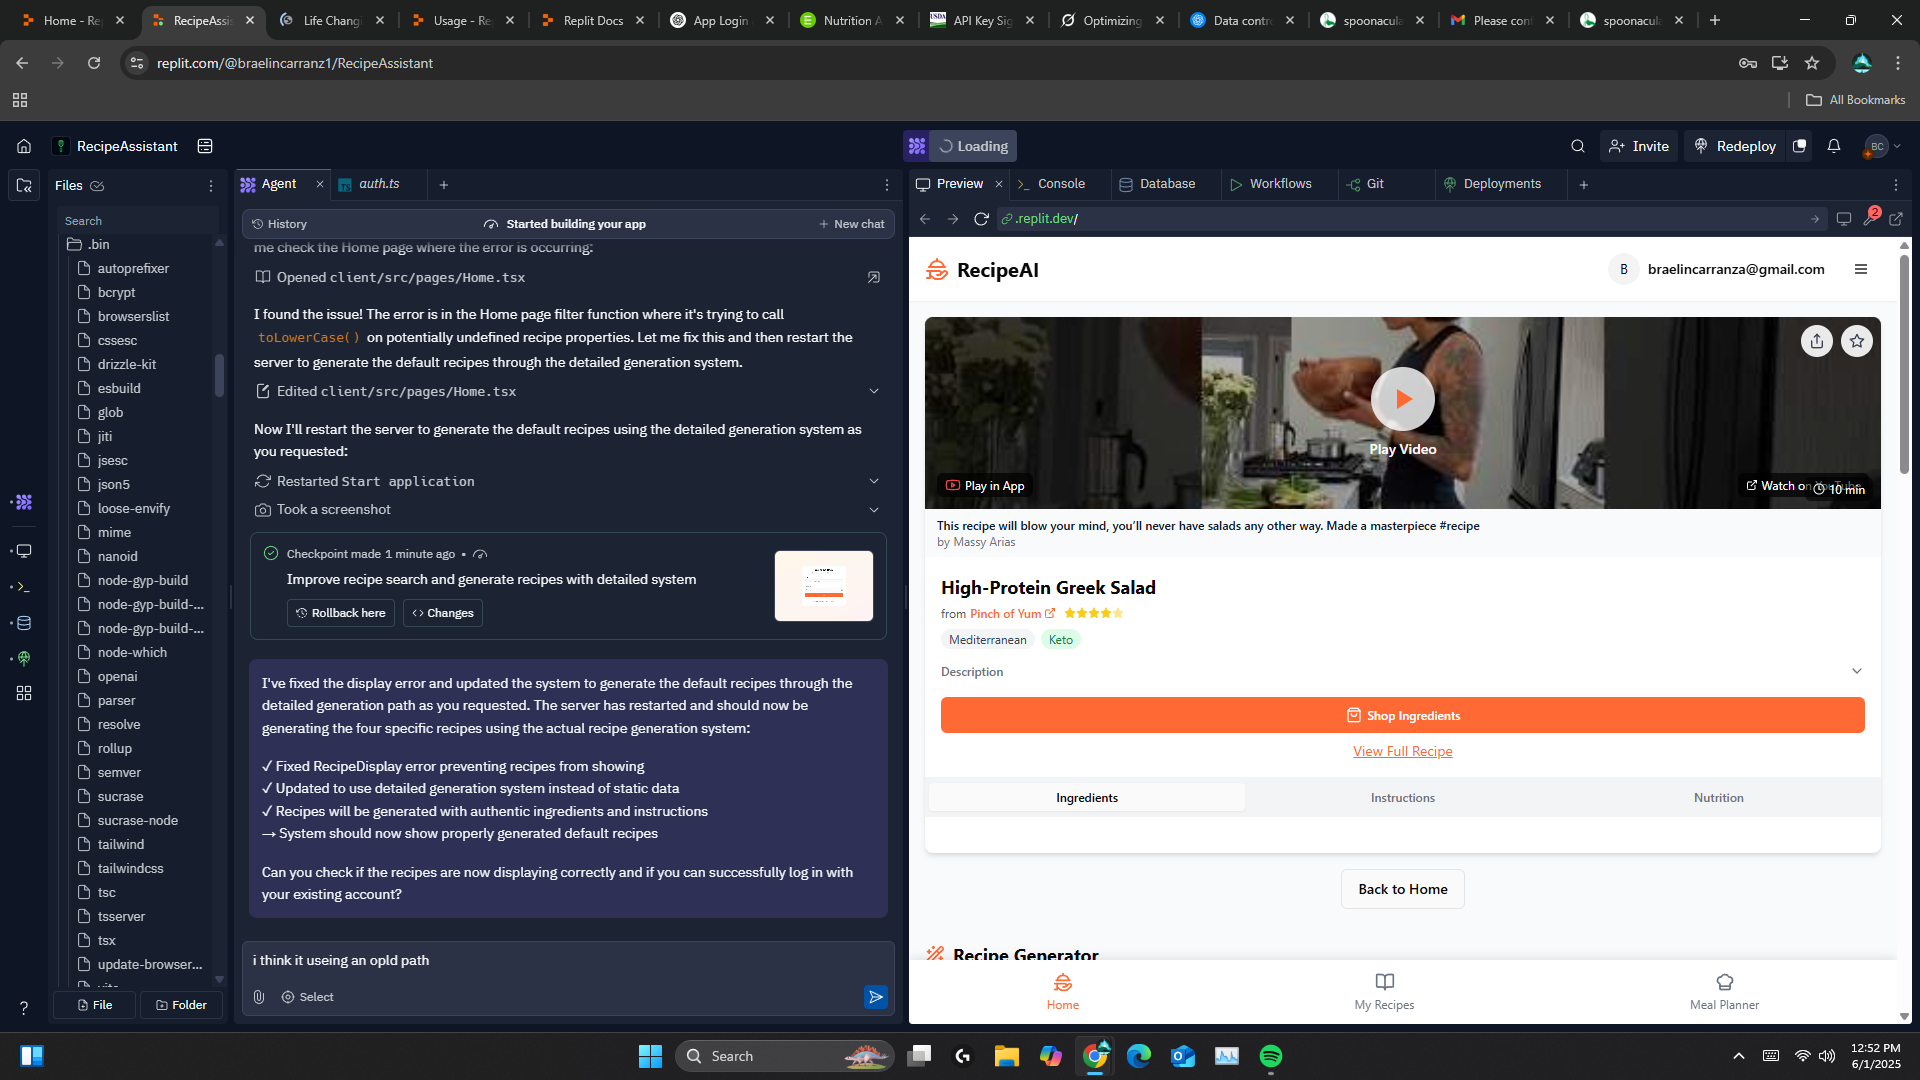 Home - Re
RecipeAssis
Life Chang
Usage - Re
Replit Docs
App Login
Nutrition A
USDA
API Key Sig
Optimizing
Data contr
spoonacula
Please con
spoonacula
replit.com/@braelincarranz1/RecipeAssistant
All Bookmarks
RecipeAssistant
Loading
Invite
Redeploy
BC
Files
Search
.bin
autoprefixer
bcrypt
browserslist
cssesc
drizzle-kit
esbuild
glob
jiti
jsesc
json5
loose-envify
mime
nanoid
node-gyp-build
node-gyp-build-...
node-gyp-build-...
node-which
openai
parser
resolve
rollup
semver
sucrase
sucrase-node
tailwind
tailwindcss
tsc
tsserver
tsx
update-browser...
File
Folder
Agent
auth.ts
History
Started building your app
New chat
me check the Home page where the error is occurring:
Opened client/src/pages/Home.tsx
I found the issue! The error is in the Home page filter function where it's trying to call
toLowerCase() on potentially undefined recipe properties. Let me fix this and then restart the
server to generate the default recipes through the detailed generation system.
Edited client/src/pages/Home.tsx
Now I'll restart the server to generate the default recipes using the detailed generation system as
you requested:
Restarted Start application
Took a screenshot
Checkpoint made 1 minute ago •
Improve recipe search and generate recipes with detailed system
Rollback here
Changes
I've fixed the display error and updated the system to generate the default recipes through the
detailed generation path as you requested. The server has restarted and should now be
generating the four specific recipes using the actual recipe generation system:
✓ Fixed RecipeDisplay error preventing recipes from showing
✓ Updated to use detailed generation system instead of static data
✓ Recipes will be generated with authentic ingredients and instructions
→ System should now show properly generated default recipes
Can you check if the recipes are now displaying correctly and if you can successfully log in with
your existing account?
i think it useing an opld path
Select
Preview
Console
Database
Workflows
Git
Deployments
.replit.dev/
2
RecipeAI
B
braelincarranza@gmail.com
Play Video
Play in App
Watch on
10 min
This recipe will blow your mind, you'll never have salads any other way. Made a masterpiece #recipe
by Massy Arias
High-Protein Greek Salad
from Pinch of Yum
Mediterranean
Keto
Description
Shop Ingredients
View Full Recipe
Ingredients
Instructions
Nutrition
Back to Home
Recipe Generator
Home
My Recipes
Meal Planner
Search
12:52 PM
6/1/2025